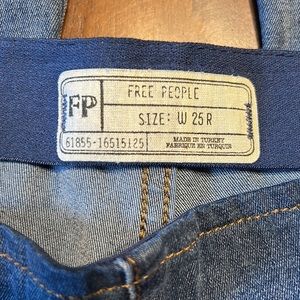 FP
FREE PEOPLE
SIZE: W 25 R
61855-16515125
MADE IN TURKEY
FABRIQUE EN TURQUIE